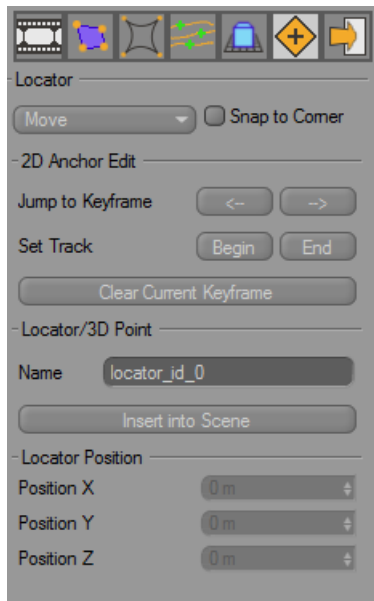 Locator
Move Snap to Corner
2D Anchor Edit
Jump to Keyframe <-- -->
Set Track Begin End
Clear Current Keyframe
Locator/3D Point
Name locator_id_0
Insert into Scene
Locator Position
Position X 0 m
Position Y 0 m
Position Z 0 m